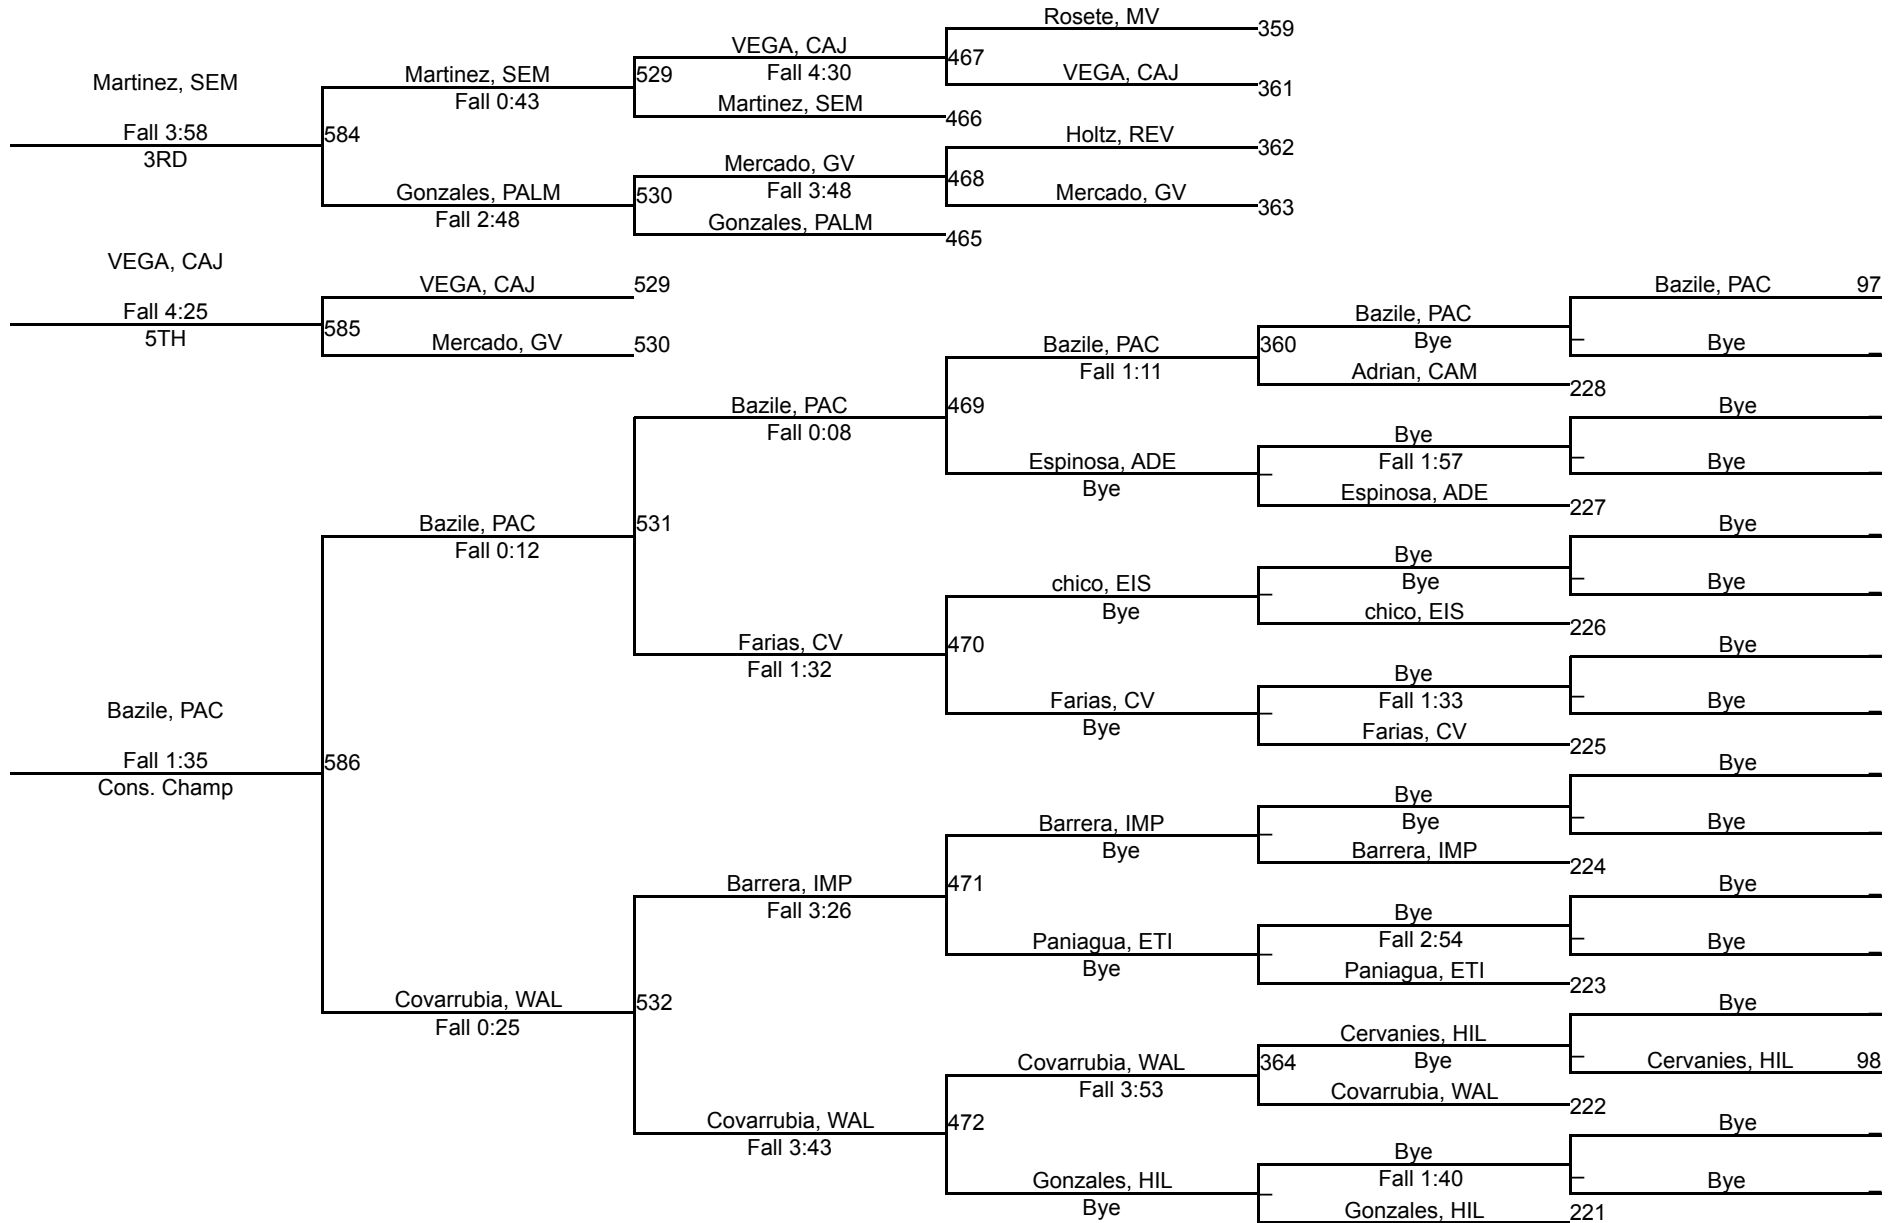 Rosete, MV
359
VEGA, CAJ
467
Martinez, SEM
Martinez, SEM
529
Fall 4:30
VEGA, CAJ
361
Fall 0:43
Martinez, SEM
466
Fall 3:58
584
Holtz, REV
362
3RD
Mercado, GV
468
Gonzales, PALM
530
Fall 3:48
Mercado, GV
363
Fall 2:48
Gonzales, PALM
465
VEGA, CAJ
VEGA, CAJ
529
Bazile, PAC
97
Fall 4:25
585
Bazile, PAC
5TH
Mercado, GV
530
Bazile, PAC
360
Bye
Bye
Fall 1:11
Adrian, CAM
228
Bazile, PAC
469
Bye
Fall 0:08
Bye
Espinosa, ADE
Fall 1:57
Bye
Bye
Espinosa, ADE
227
Bazile, PAC
531
Bye
Fall 0:12
Bye
chico, EIS
Bye
Bye
Bye
chico, EIS
226
Farias, CV
470
Bye
Fall 1:32
Bye
Farias, CV
Fall 1:33
Bye
Bye
Farias, CV
225
Bazile, PAC
Fall 1:35
586
Bye
Cons. Champ
Bye
Barrera, IMP
Bye
Bye
Bye
Barrera, IMP
224
Barrera, IMP
471
Bye
Fall 3:26
Bye
Paniagua, ETI
Fall 2:54
Bye
Bye
Paniagua, ETI
223
Covarrubia, WAL
532
Bye
Fall 0:25
Cervanies, HIL
Covarrubia, WAL
364
Bye
Cervanies, HIL
98
Fall 3:53
Covarrubia, WAL
222
Covarrubia, WAL
472
Bye
Fall 3:43
Bye
Gonzales, HIL
Fall 1:40
Bye
Bye
Gonzales, HIL
221